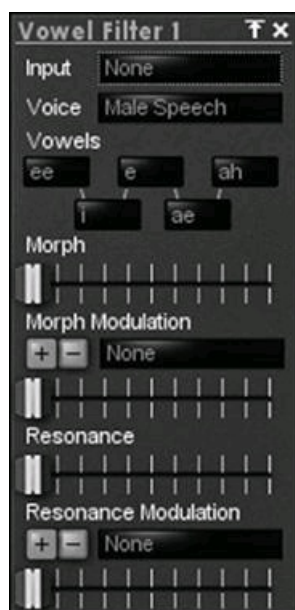 Vowel Filter 1
Input None
Voice Male Speech
Vowels
ee e ah
i ae
Morph
Morph Modulation
+ - None
Resonance
Resonance Modulation
+ - None